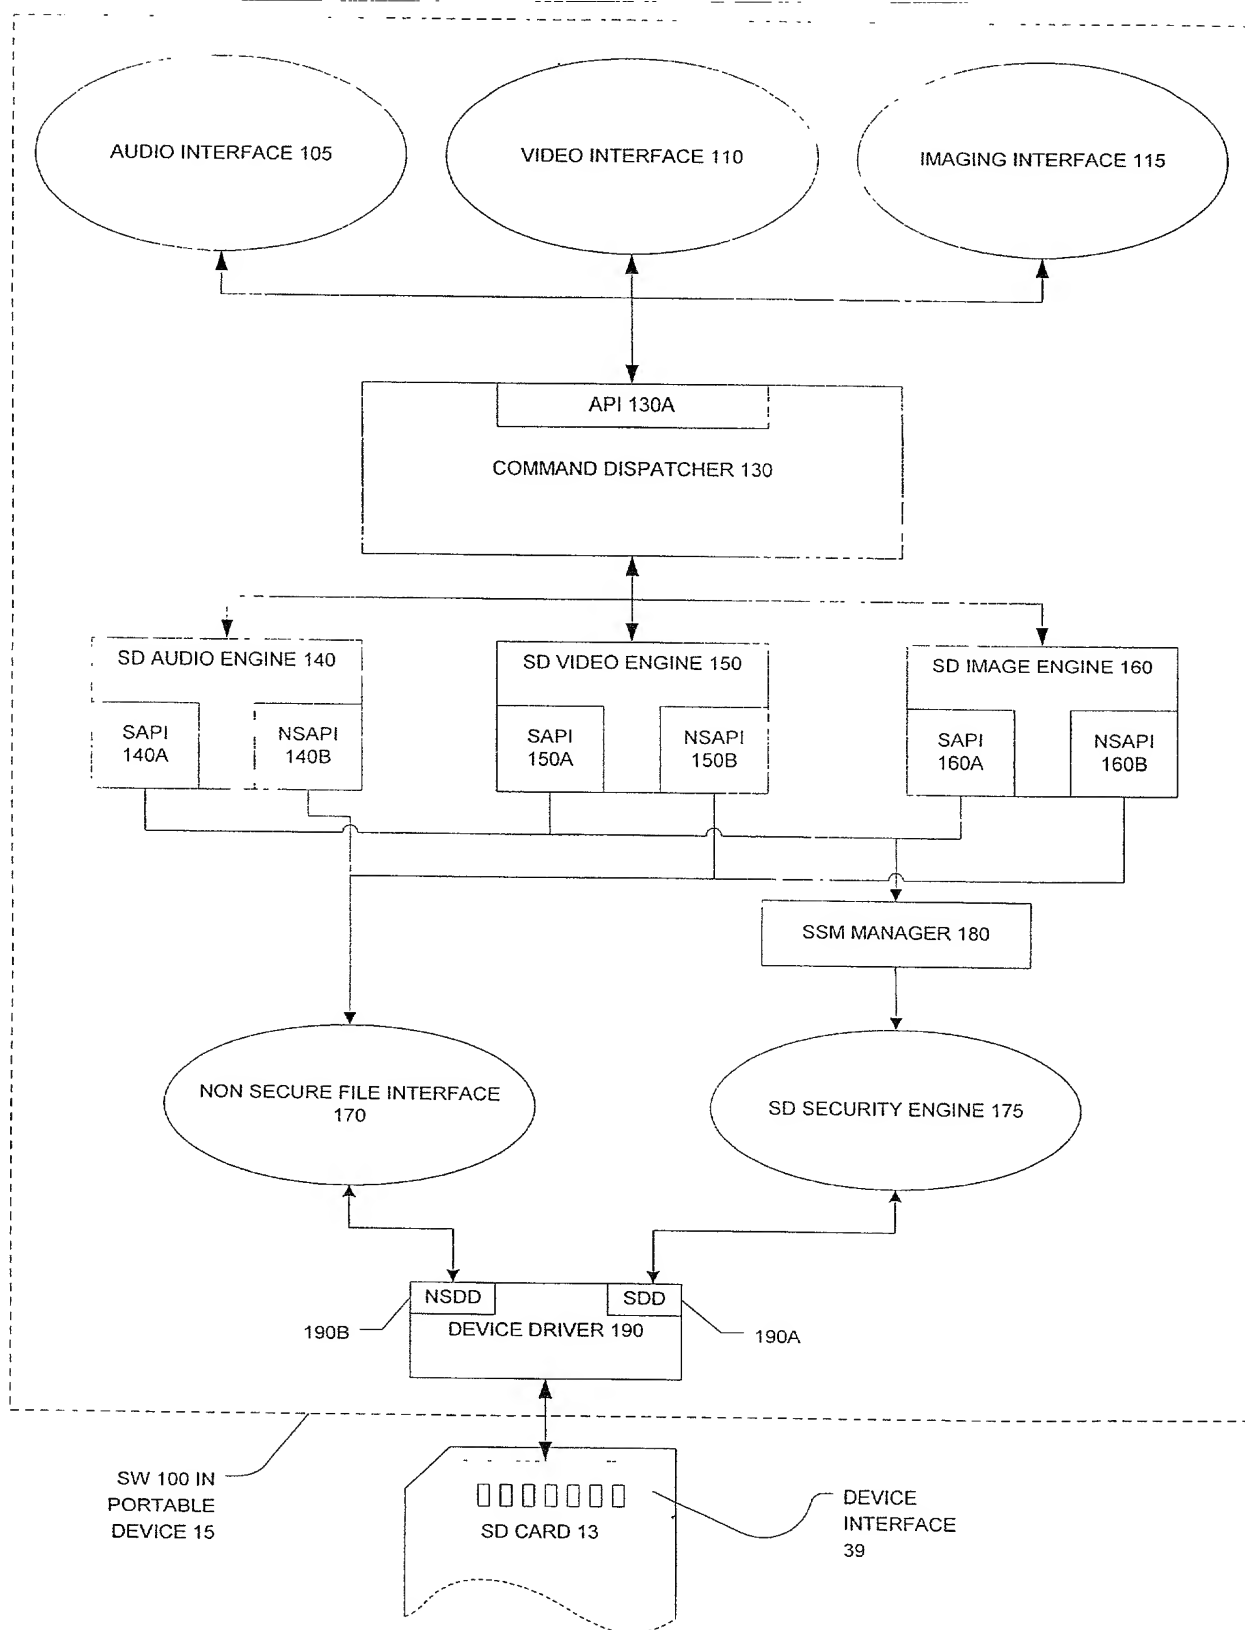 AUDIO INTERFACE 105
VIDEO INTERFACE 110
IMAGING INTERFACE 115
API 130A
COMMAND DISPATCHER 130
SD AUDIO ENGINE 140
SAPI
140A
NSAPI
140B
SD VIDEO ENGINE 150
SAPI
150A
NSAPI
150B
SD IMAGE ENGINE 160
SAPI
160A
NSAPI
160B
SSM MANAGER 180
NON SECURE FILE INTERFACE
170
SD SECURITY ENGINE 175
NSDD
SDD
190B
DEVICE DRIVER 190
190A
SW 100 IN
PORTABLE
DEVICE 15
SD CARD 13
DEVICE
INTERFACE
39